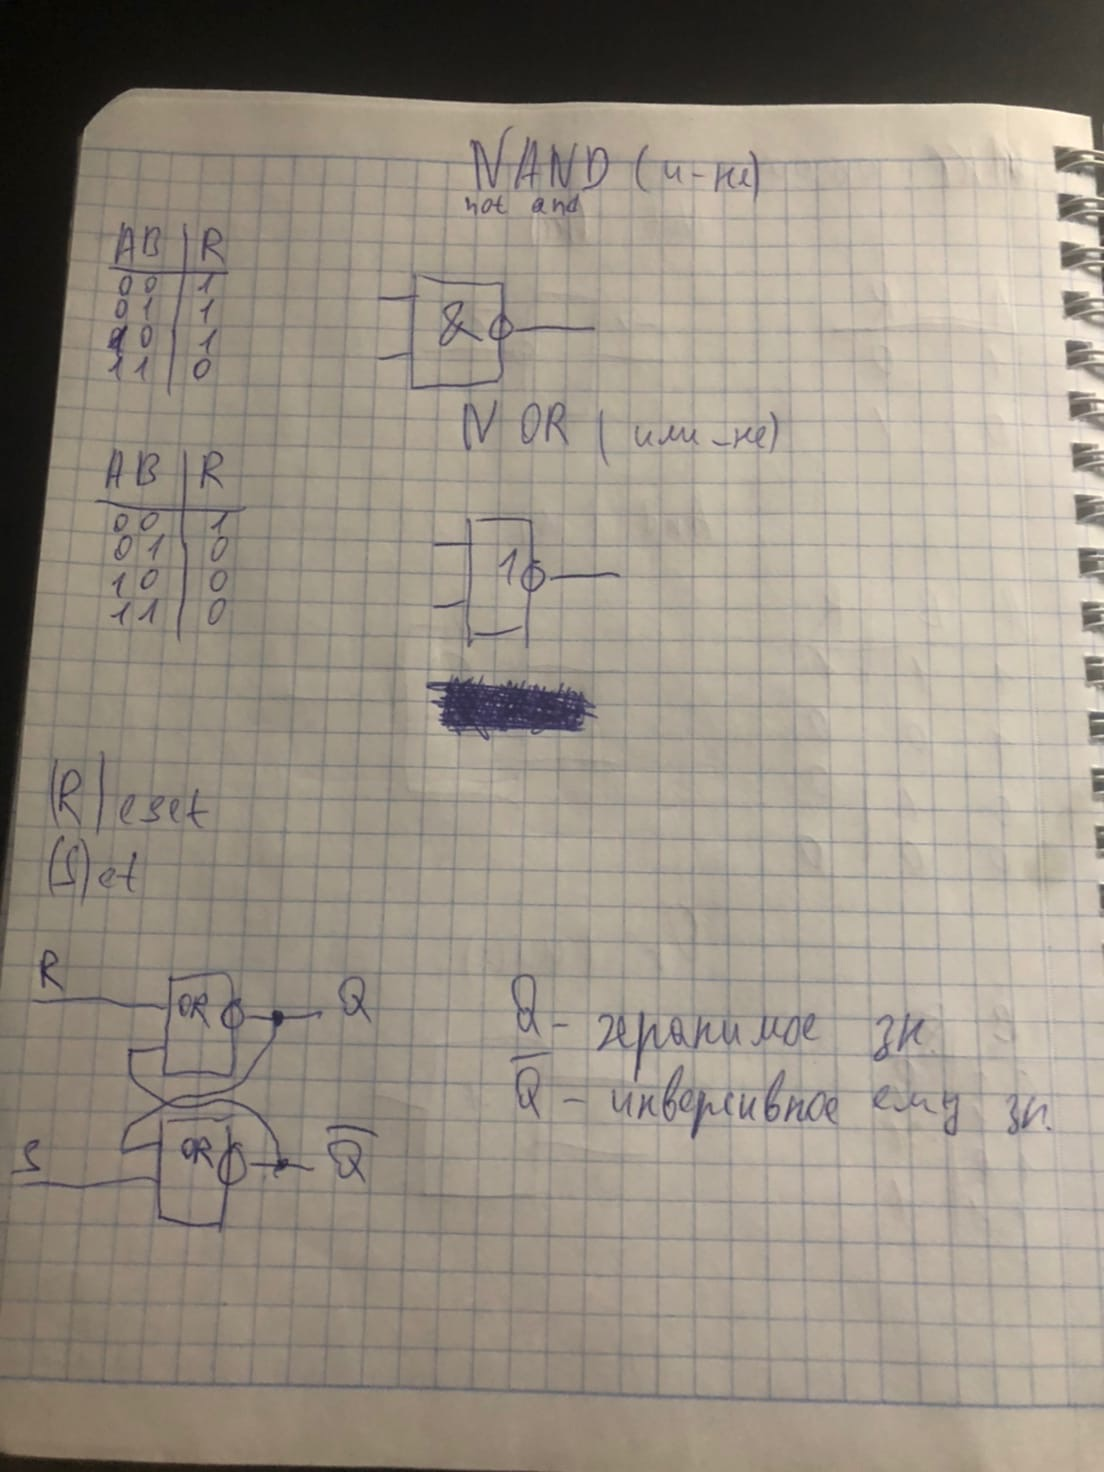 NAND (и-не)
not and
A B | R
0 0 | 1
0 1 | 1
1 0 | 1
1 1 | 0
&
NOR (или-не)
A B | R
0 0 | 1
0 1 | 0
1 0 | 0
1 1 | 0
1
(R)eset
(S)et
R
OR
Q
S
OR
Q̅
Q - хранимое зн.
Q̅ - инверсивное ему зн.